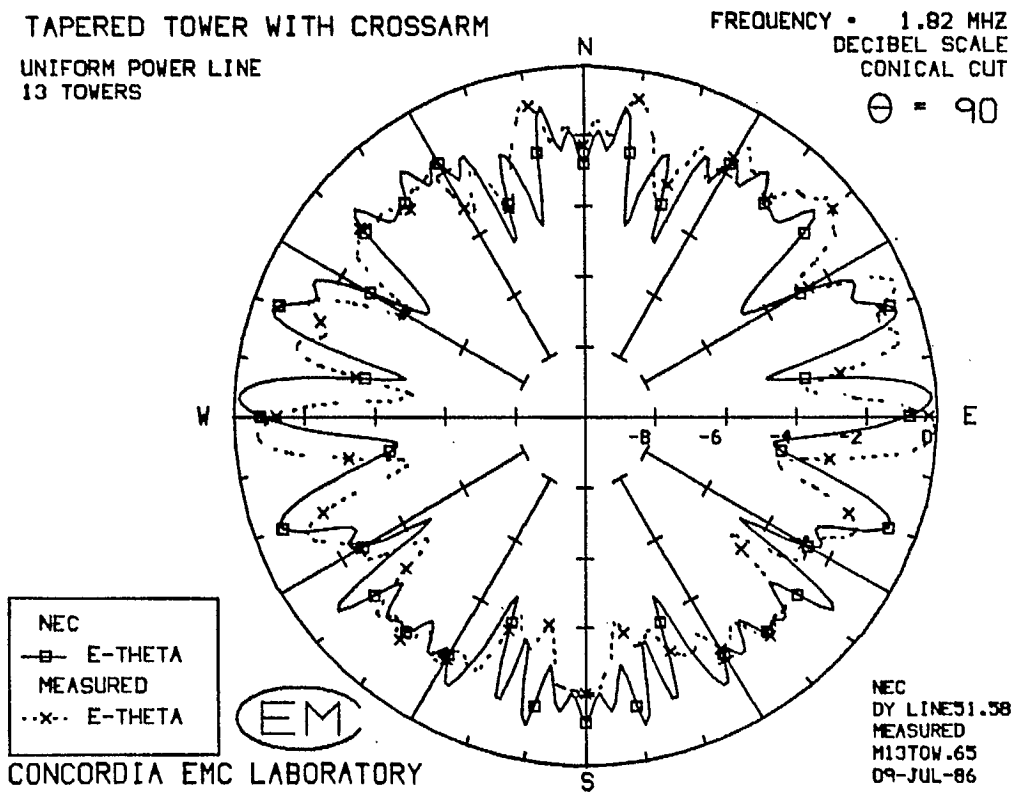 TAPERED TOWER WITH CROSSARM
UNIFORM POWER LINE
13 TOWERS
FREQUENCY = 1.82 MHZ
DECIBEL SCALE
CONICAL CUT
Θ = 90
N
W
E
S
-8 -6 -4 -2 0
NEC
E-THETA
MEASURED
E-THETA
EMC
CONCORDIA EMC LABORATORY
NEC
DY LINE51.58
MEASURED
M13TOW.65
09-JUL-86